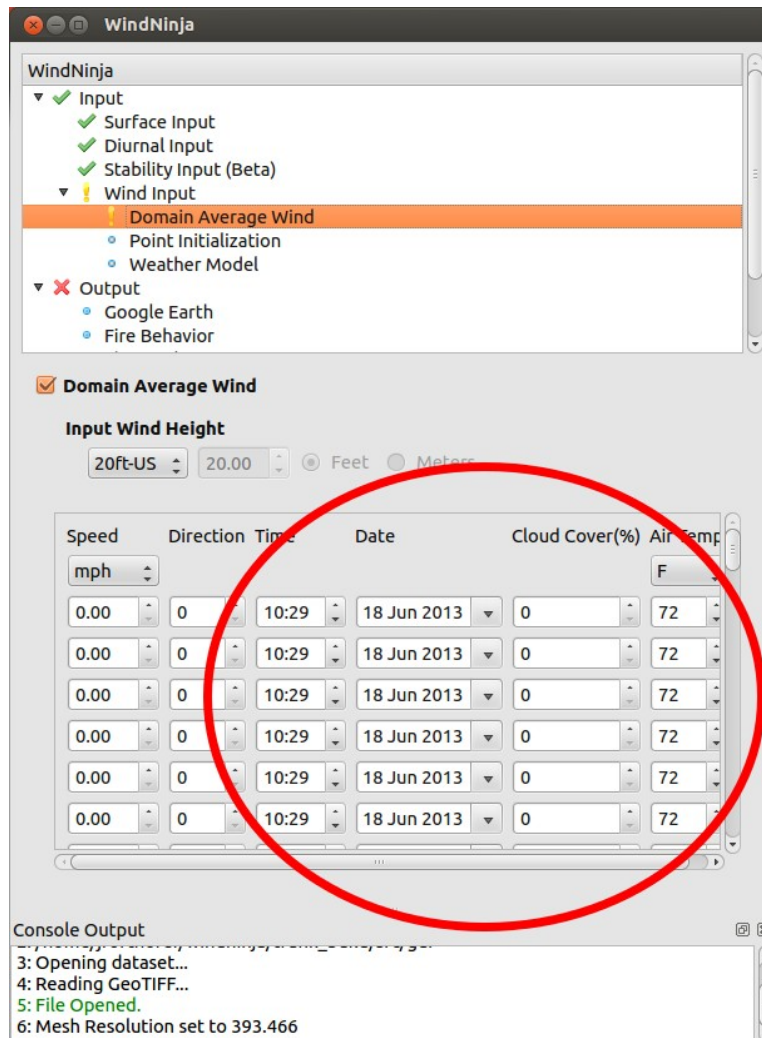 WindNinja
WindNinja
Input
Surface Input
Diurnal Input
Stability Input (Beta)
Wind Input
Domain Average Wind
Point Initialization
Weather Model
Output
Google Earth
Fire Behavior
Domain Average Wind
Input Wind Height
20ft-US 20.00 Feet Meters
Speed Direction Time Date Cloud Cover(%) Air Temp
mph F
0.00 0 10:29 18 Jun 2013 0 72
0.00 0 10:29 18 Jun 2013 0 72
0.00 0 10:29 18 Jun 2013 0 72
0.00 0 10:29 18 Jun 2013 0 72
0.00 0 10:29 18 Jun 2013 0 72
0.00 0 10:29 18 Jun 2013 0 72
Console Output
3: Opening dataset...
4: Reading GeoTIFF...
5: File Opened.
6: Mesh Resolution set to 393.466